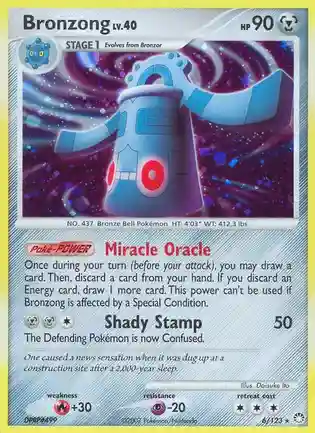 Bronzong LV.40 HP 90
STAGE 1 Evolves from Bronzor
NO. 437 Bronze Bell Pokémon HT: 4'03" WT: 412.3 lbs
Poké-POWER Miracle Oracle
Once during your turn (before your attack), you may draw a
card. Then, discard a card from your hand. If you discard an
Energy card, draw 1 more card. This power can't be used if
Bronzong is affected by a Special Condition.
Shady Stamp 50
The Defending Pokémon is now Confused.
One caused a news sensation when it was dug up at a
construction site after a 2,000-year sleep.
Illus. Daisuke Ito
weakness resistance retreat cost
+30 -20
©2007 Pokémon/Nintendo 6/123 ★